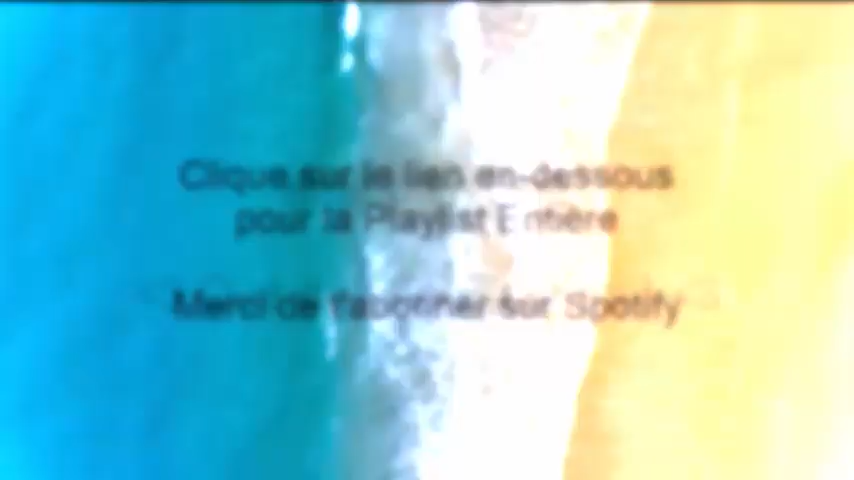 Clique sur le lien en-dessous
pour la Playlist Entière
Merci de t'abonner sur Spotify